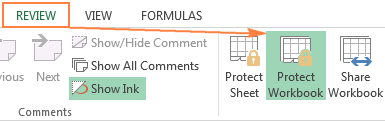 REVIEW VIEW FORMULAS
Show/Hide Comment
Show All Comments
Show Ink
evious Next
Comments
Protect Sheet
Protect Workbook
Share Workbook